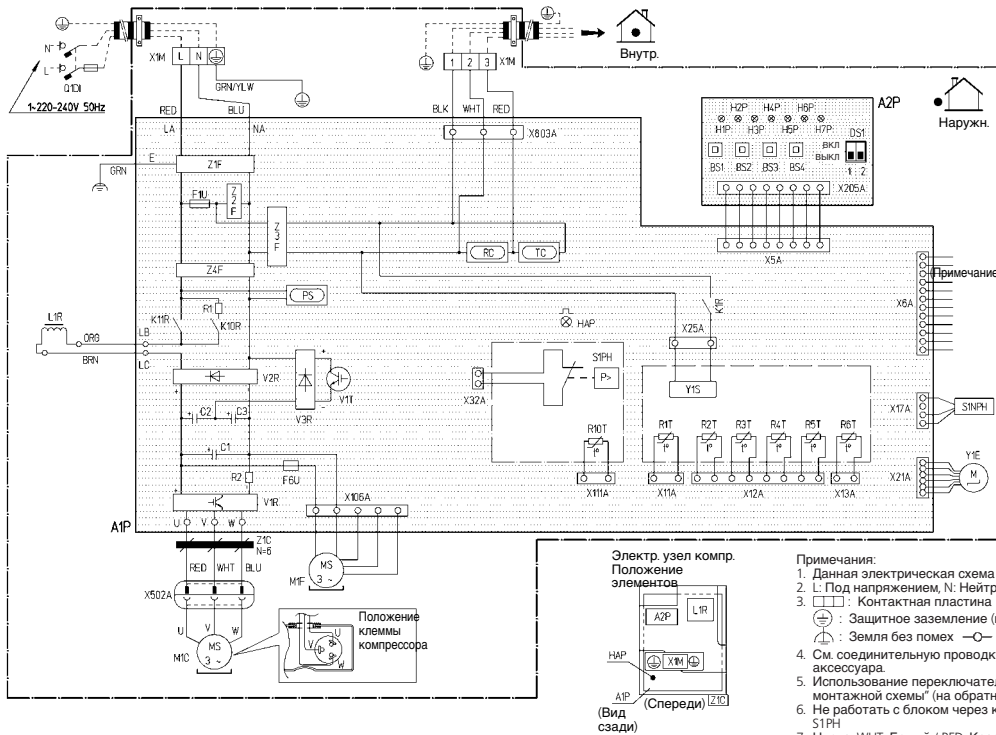 N
L
Q1DI
1~220-240V 50Hz
X1M
L N
GRN/YLW
RED
BLU
LA
NA
1 2 3
X1M
BLK WHT RED
X803A
Внутр.
Наружн.
A2P
H2P H4P H6P
H1P H3P H5P H7P
DS1
ВКЛ
ВЫКЛ
1 2
BS1 BS2 BS3 BS4
X205A
X5A
E
GRN
Z1F
F1U
Z2F
Z3F
Z4F
RC
TC
PS
R1
K11R
K10R
L1R
ORG
BRN
LB
LC
V2R
V3R
V1T
C2
C3
C1
R2
F6U
V1R
U V W
A1P
Z1C
N=6
RED WHT BLU
X502A
U V W
MS
3 ~
M1C
X106A
MS
3 ~
M1F
Положение
клеммы
компрессора
U
V
W
HAP
K1R
X25A
Y1S
S1PH
P>
X32A
R10T
t°
X111A
R1T
t°
X11A
R2T R3T R4T R5T
t° t° t° t°
X12A
R6T
t°
X13A
(Примечание
X6A
X17A
S1NPH
X21A
Y1E
M
Электр. узел компр.
Положение
элементов
A2P
L1R
HAP
X1M
A1P
(Вид
сзади)
(Спереди)
Z1C
Примечания:
1. Данная электрическая схема
2. L: Под напряжением, N: Нейтр
3. : Контактная пластина
: Защитное заземление (
: Земля без помех
4. См. соединительную проводк
аксессуара.
5. Использование переключател
монтажной схемы" (на обратн
6. Не работать с блоком через к
S1PH